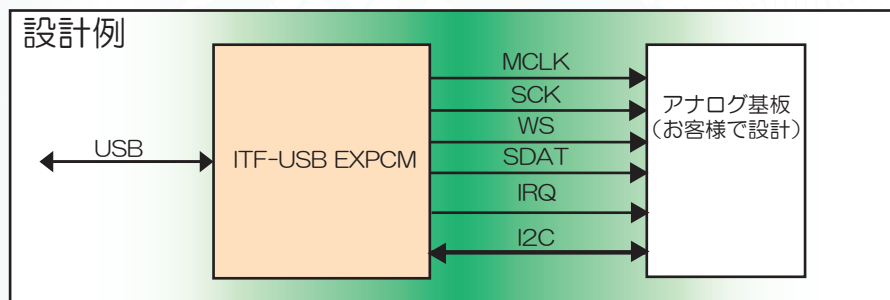 設計例
USB
ITF-USB EXPCM
MCLK
SCK
WS
SDAT
IRQ
I2C
アナログ基板
(お客様で設計)